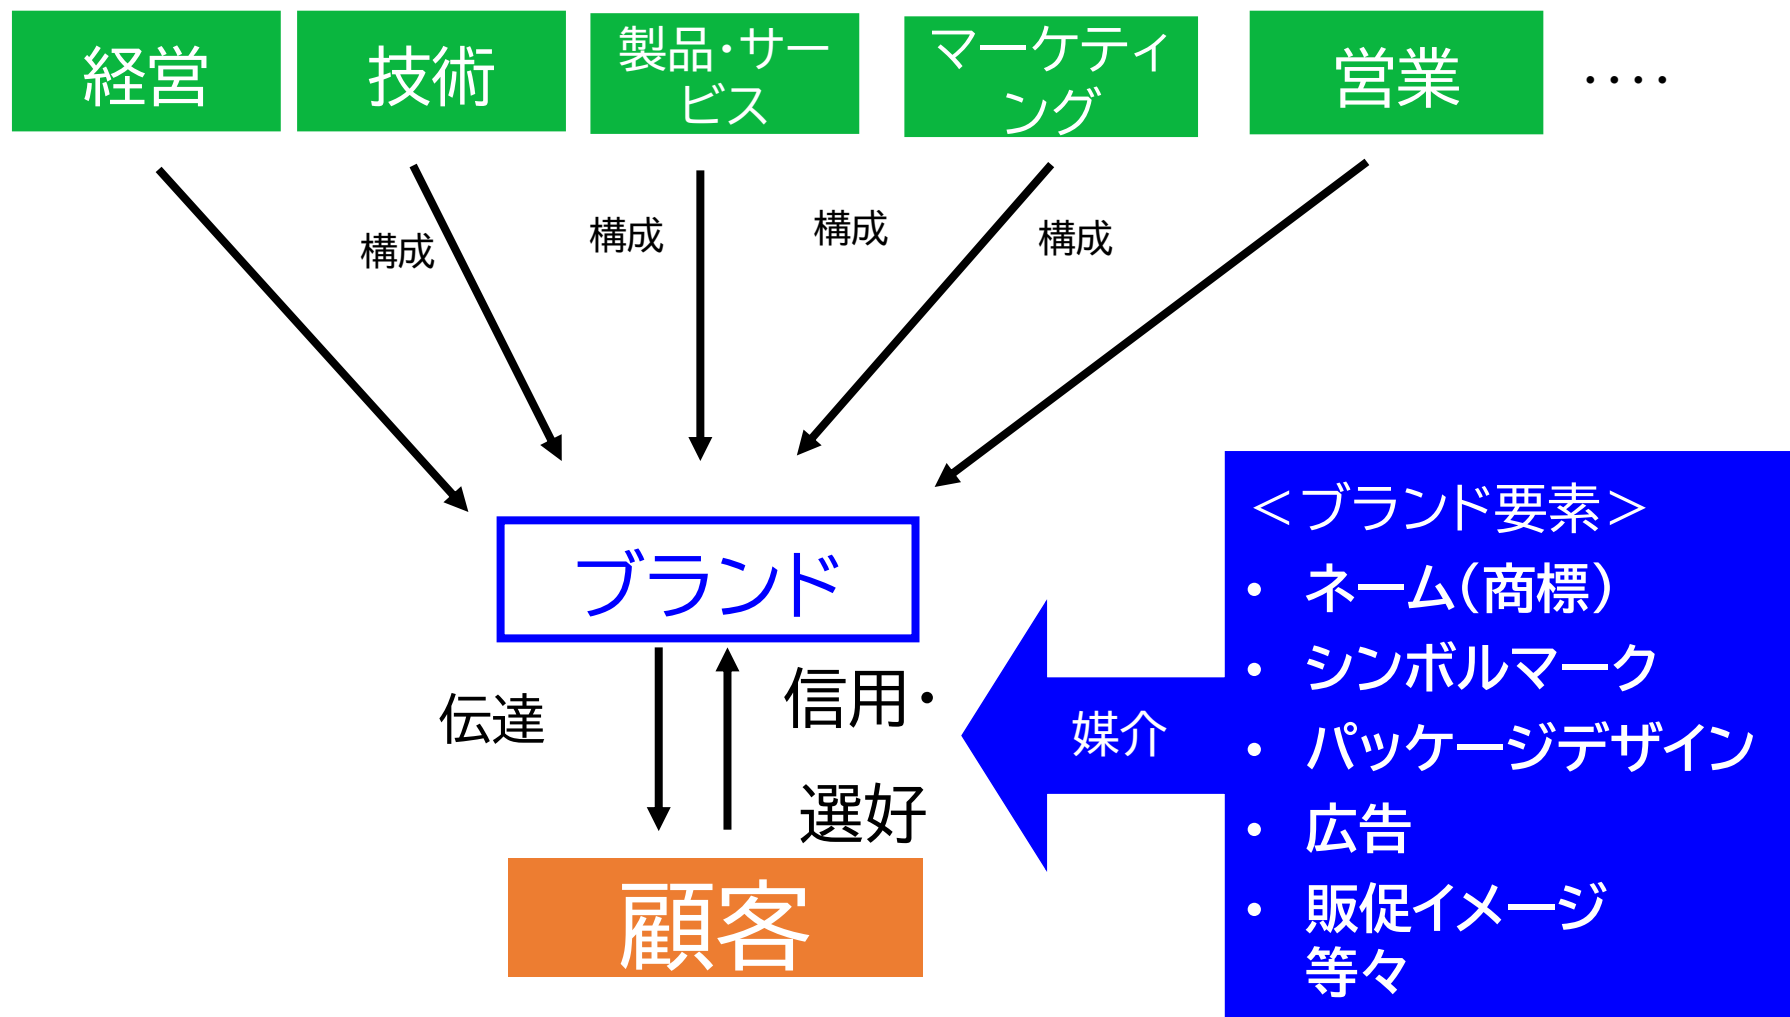 経営
技術
製品・サー
ビス
マーケティ
ング
営業
・・・・
構成
構成
構成
構成
ブランド
伝達
信用・
選好
媒介
顧客
＜ブランド要素＞
• ネーム（商標）
• シンボルマーク
• パッケージデザイン
• 広告
• 販促イメージ
等々